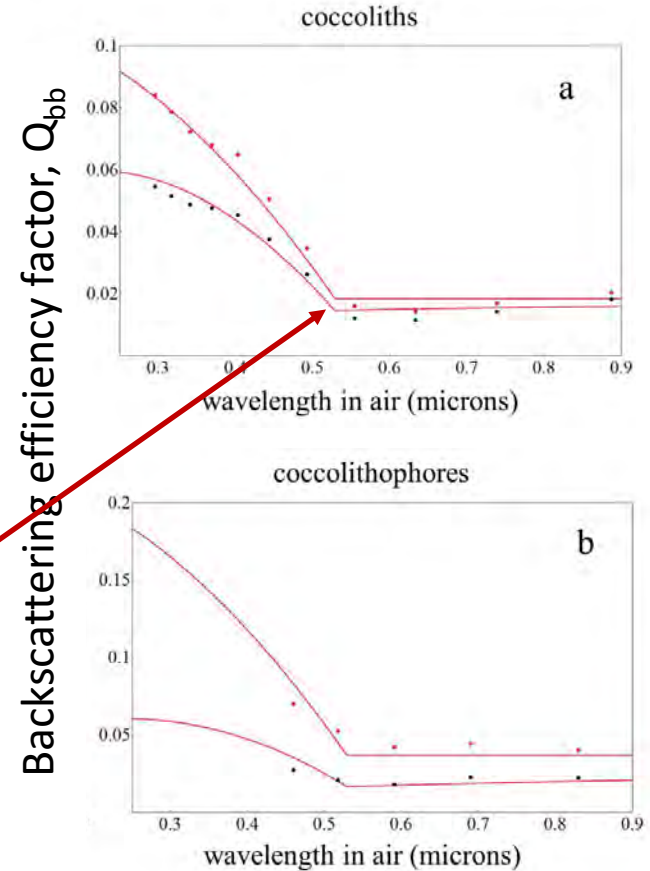 coccoliths
Backscattering efficiency factor, Qbb
a
0.1
0.08
0.06
0.04
0.02
0.3 0.4 0.5 0.6 0.7 0.8 0.9
wavelength in air (microns)
coccolithophores
b
0.2
0.15
0.1
0.05
0.3 0.4 0.5 0.6 0.7 0.8 0.9
wavelength in air (microns)